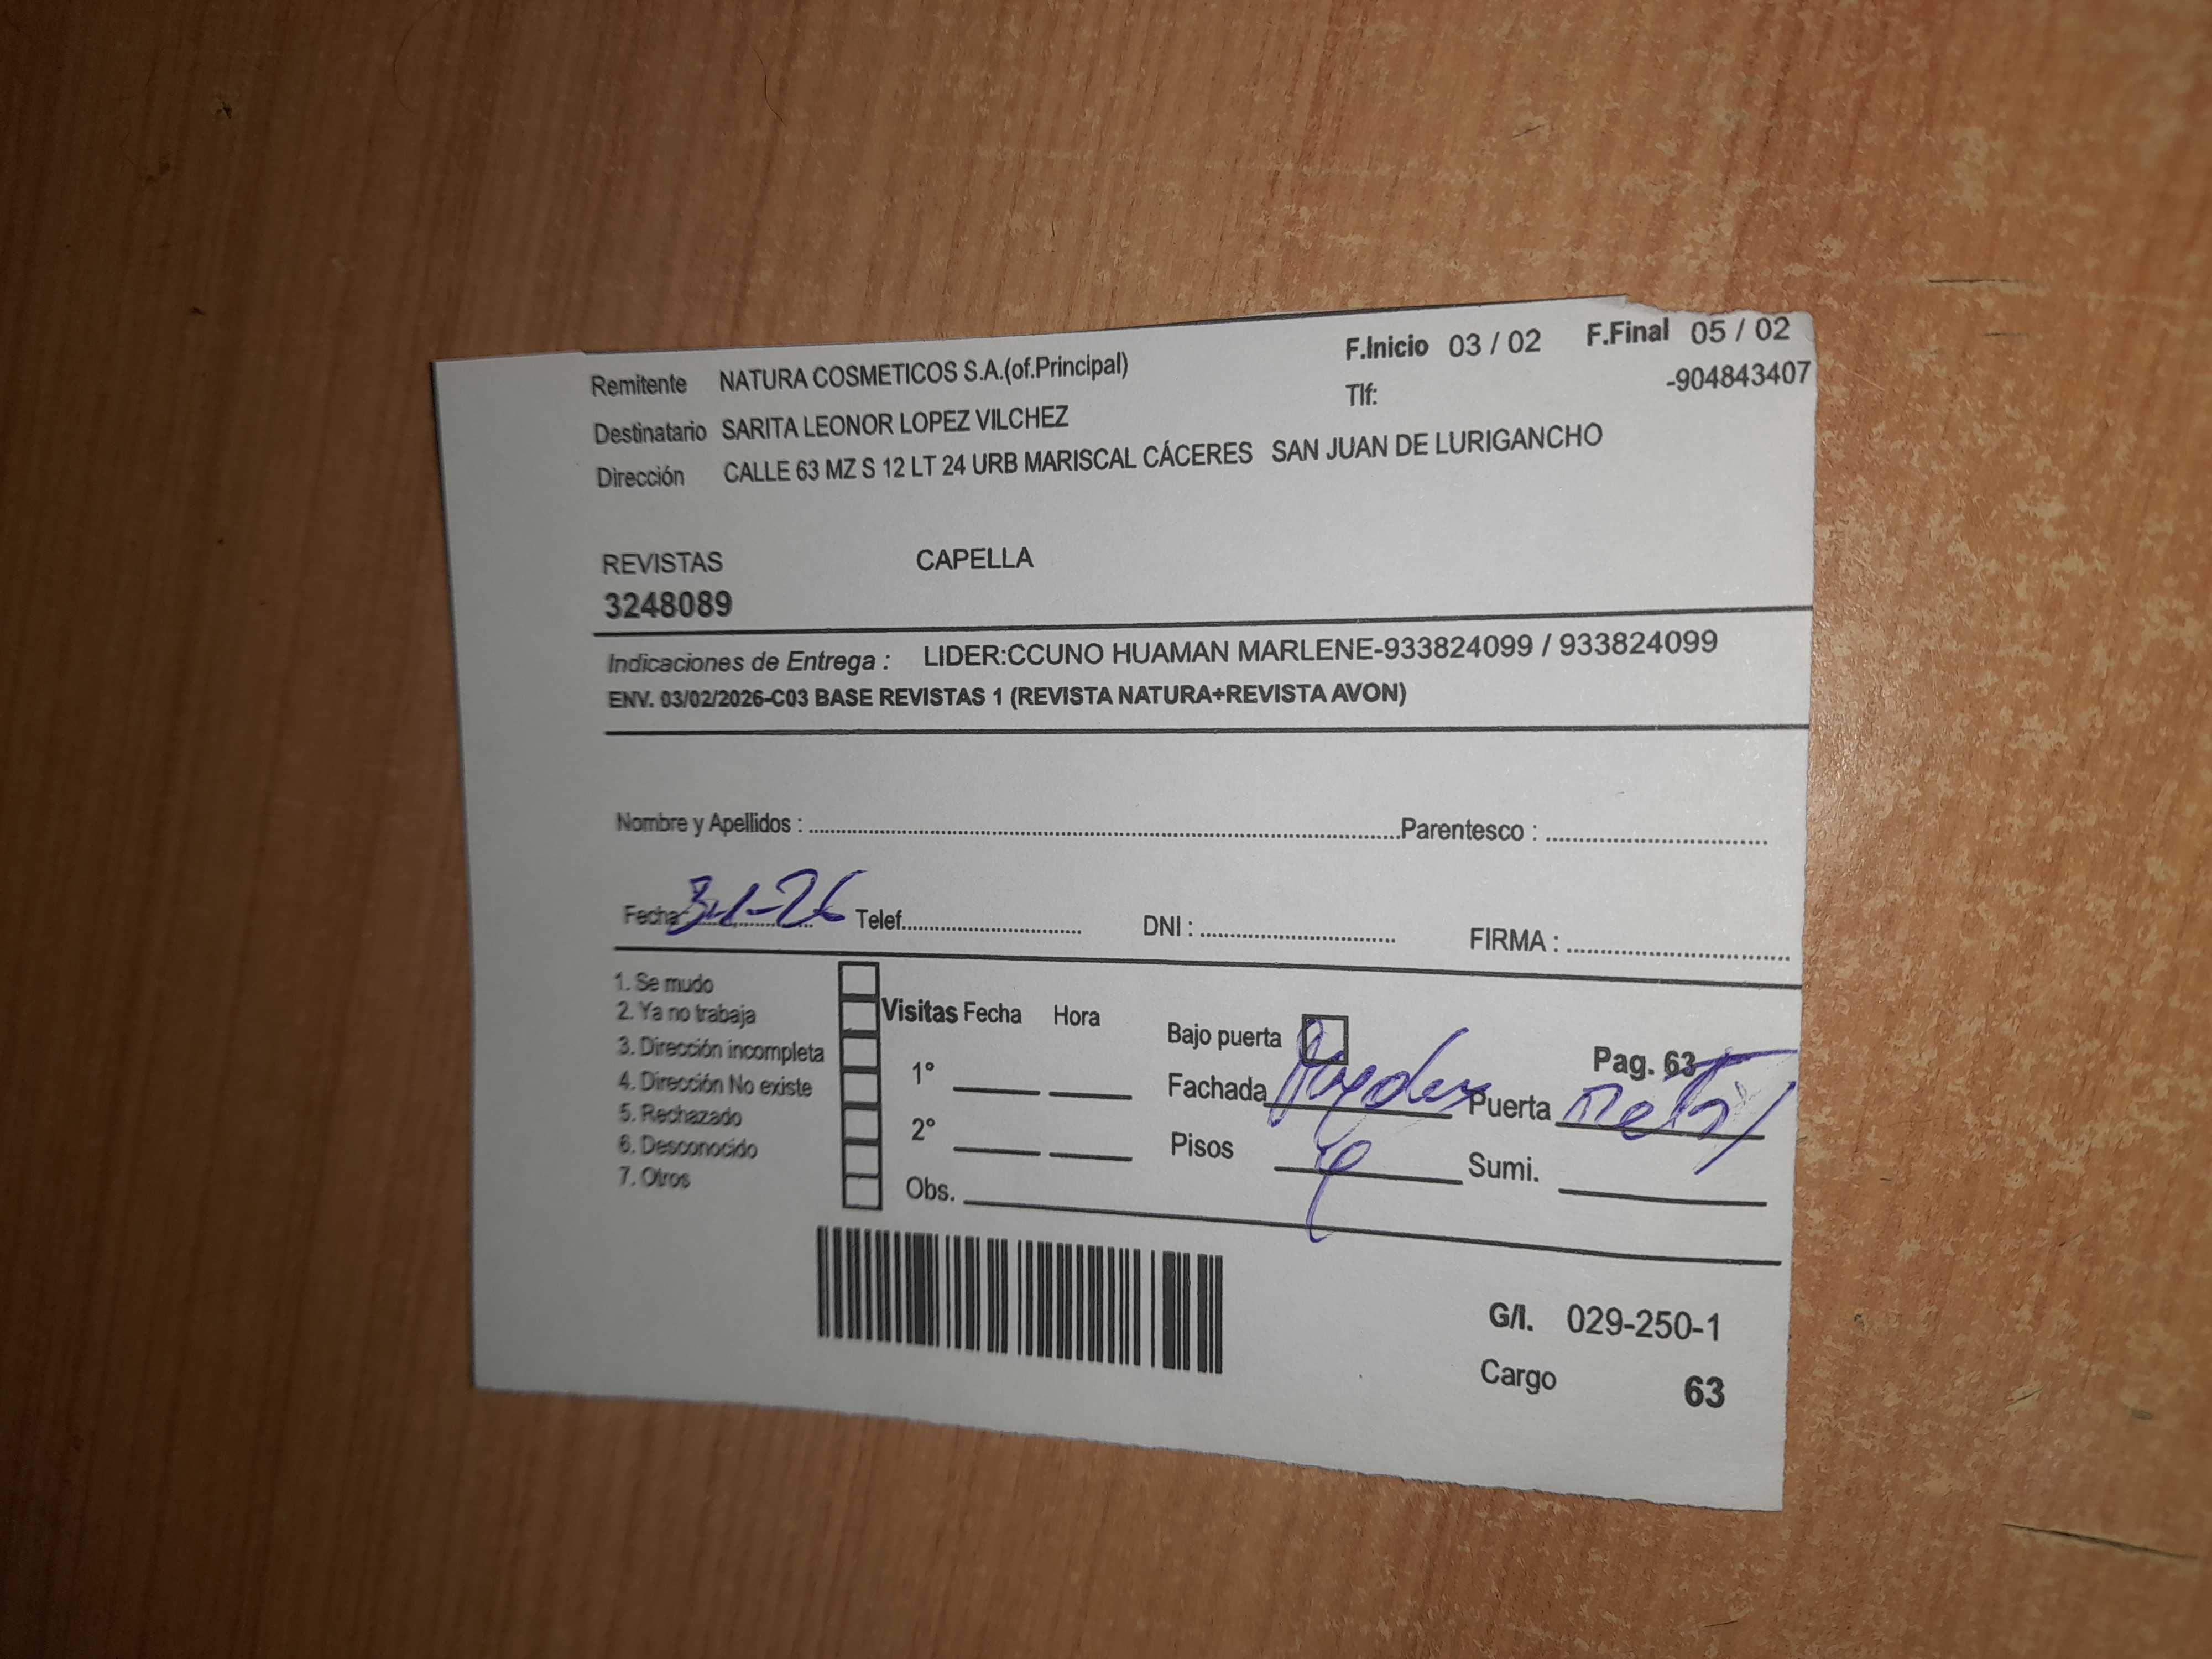 Remitente NATURA COSMETICOS S.A.(of.Principal) F.Inicio 03 / 02 F.Final 05 / 02
Tlf: -904843407
Destinatario SARITA LEONOR LOPEZ VILCHEZ
Dirección CALLE 63 MZ S 12 LT 24 URB MARISCAL CÁCERES SAN JUAN DE LURIGANCHO
REVISTAS CAPELLA
3248089
Indicaciones de Entrega : LIDER:CCUNO HUAMAN MARLENE-933824099 / 933824099
ENV. 03/02/2026-C03 BASE REVISTAS 1 (REVISTA NATURA+REVISTA AVON)
Nombre y Apellidos : Parentesco :
Fecha: Telef. DNI : FIRMA :
1. Se mudo
2. Ya no trabaja
3. Dirección incompleta
4. Dirección No existe
5. Rechazado
6. Desconocido
7. Otros
Visitas Fecha Hora
1°
2°
Obs.
Bajo puerta
Pag. 63
Fachada Puerta
Pisos Sumi.
G/I. 029-250-1
Cargo 63